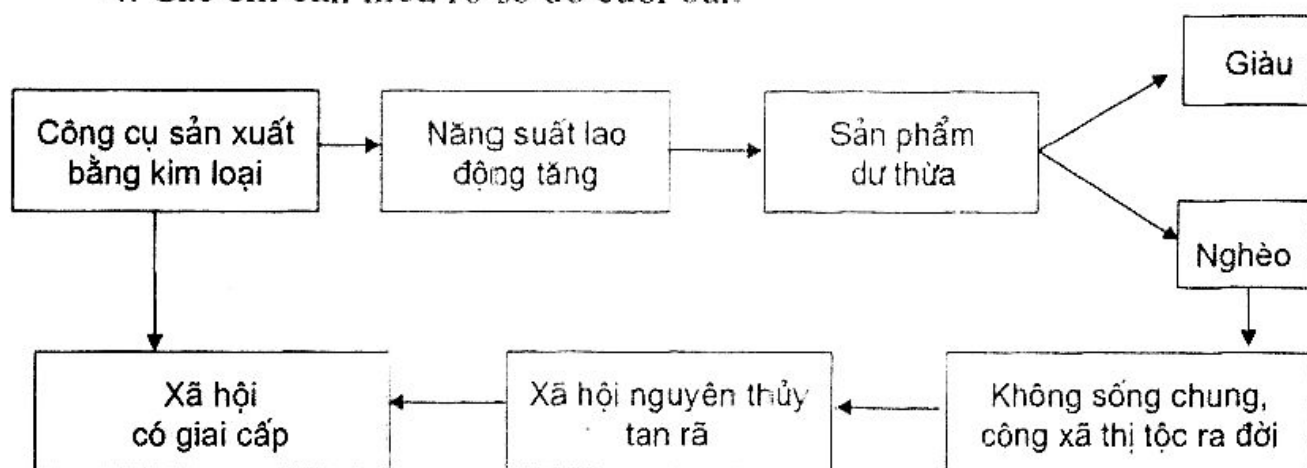 Giàu
Công cụ sản xuất
bằng kim loại
Năng suất lao
động tăng
Sản phẩm
dư thừa
Nghèo
Xã hội
có giai cấp
Xã hội nguyên thủy
tan rã
Không sống chung,
công xã thị tộc ra đời